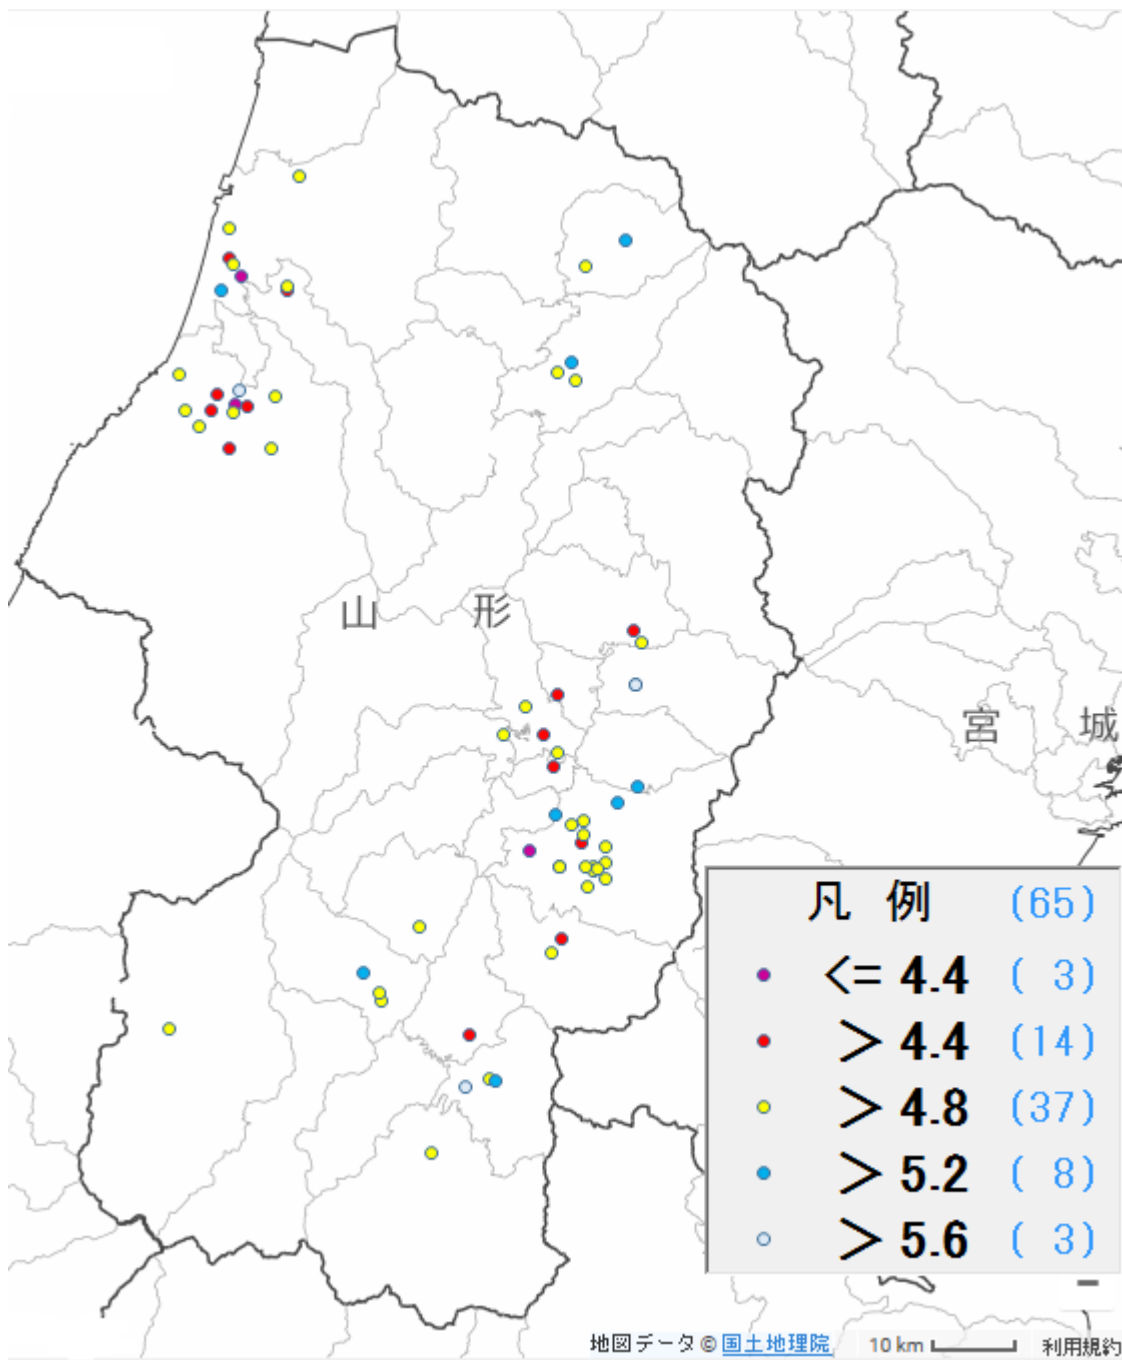 山 形
宮 城
凡 例 (65)
<= 4.4 ( 3)
> 4.4 (14)
> 4.8 (37)
> 5.2 ( 8)
> 5.6 ( 3)
地図データ © 国土地理院 10 km 利用規約